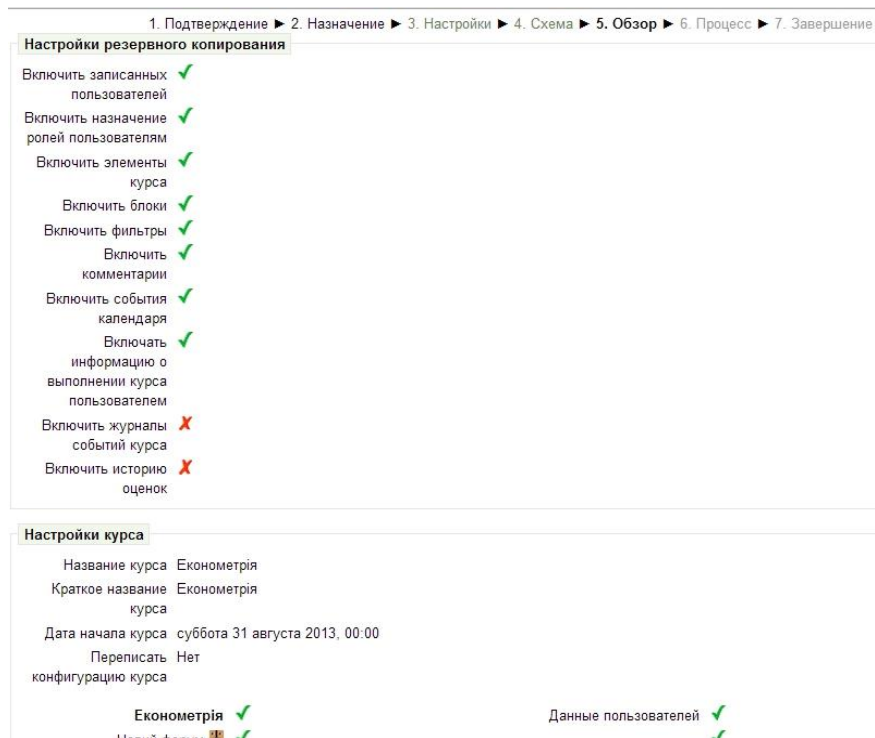 1. Подтверждение ► 2. Назначение ► 3. Настройки ► 4. Схема ► 5. Обзор ► 6. Процесс ► 7. Завершение
Настройки резервного копирования
Включить записанных
пользователей
Включить назначение
ролей пользователям
Включить элементы
курса
Включить блоки
Включить фильтры
Включить
комментарии
Включить события
календаря
Включать
информацию о
выполнении курса
пользователем
Включить журналы
событий курса
Включить историю
оценок
Настройки курса
Название курса Економетрія
Краткое название Економетрія
курса
Дата начала курса суббота 31 августа 2013, 00:00
Переписать Нет
конфигурацию курса
Економетрія Данные пользователей